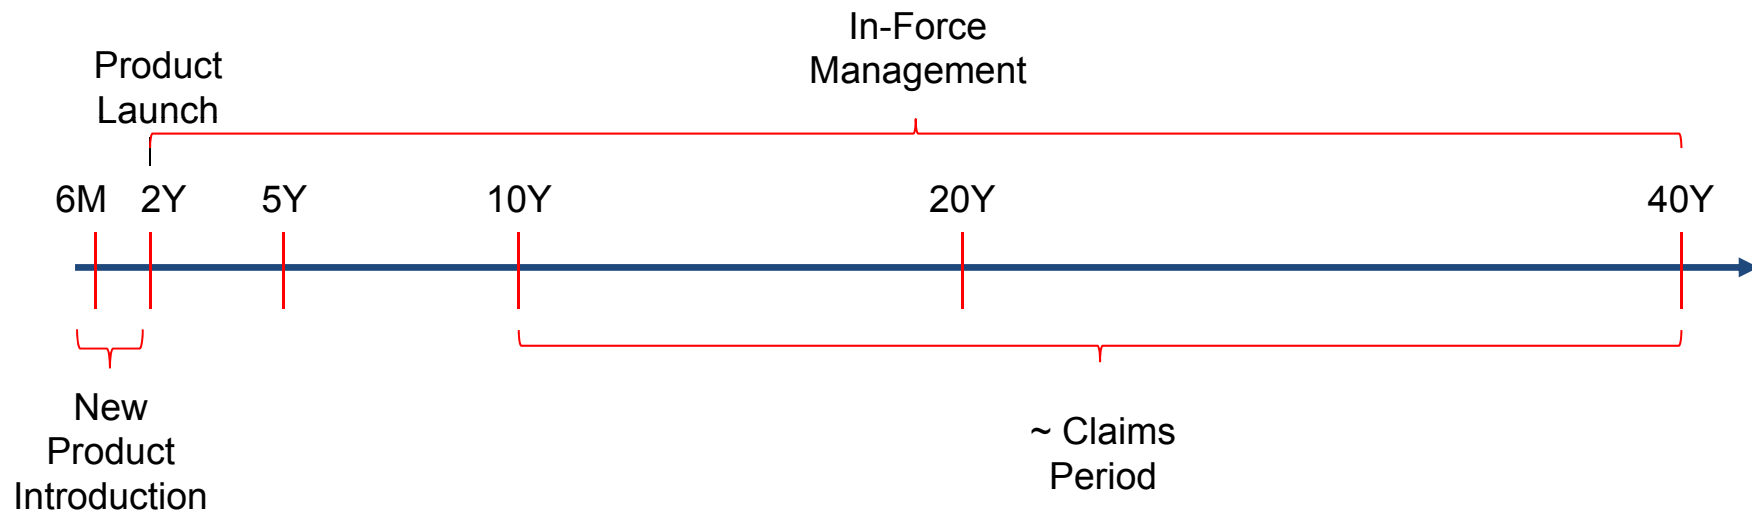 In-Force
Management
Product
Launch
6M 2Y 5Y 10Y 20Y 40Y
New
Product
Introduction
~ Claims
Period